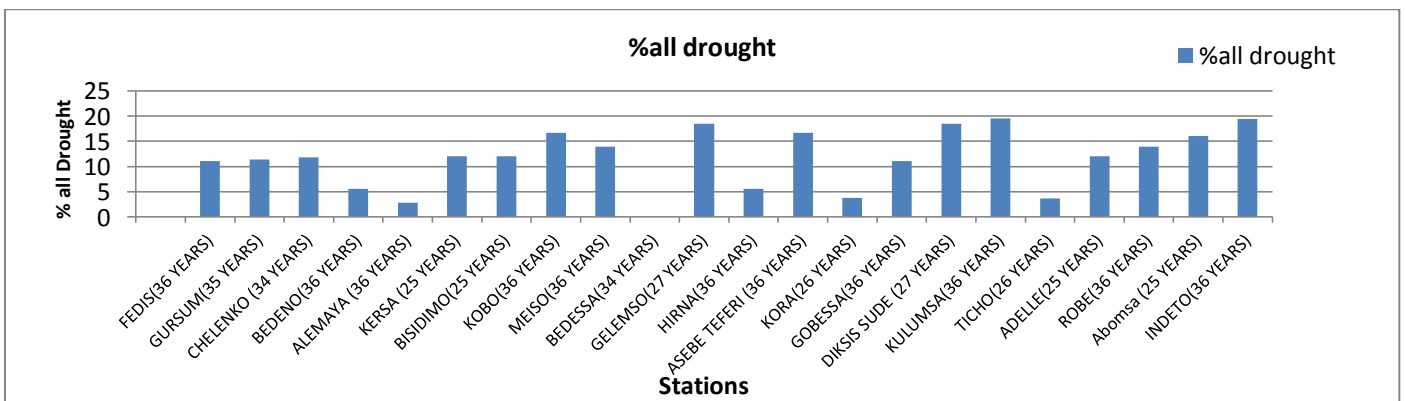 %all drought
%all drought
% all Drought
25
20
15
10
5
0
FEDIS(36 YEARS)
GURSUM(35 YEARS)
CHELENKO (34 YEARS)
BEDENO(36 YEARS)
ALEMAYA (36 YEARS)
KERSA (25 YEARS)
BISIDIMO(25 YEARS)
KOBO(36 YEARS)
MEISO(36 YEARS)
BEDESSA(34 YEARS)
GELEMSO(27 YEARS)
HIRNA(36 YEARS)
ASEBE TEFERI (36 YEARS)
KORA(26 YEARS)
GOBESSA(36 YEARS)
DIKSIS SUDE (27 YEARS)
KULUMSA(36 YEARS)
TICHO(26 YEARS)
ADELLE(25 YEARS)
ROBE(36 YEARS)
Abomsa (25 YEARS)
INDETO(36 YEARS)
Stations